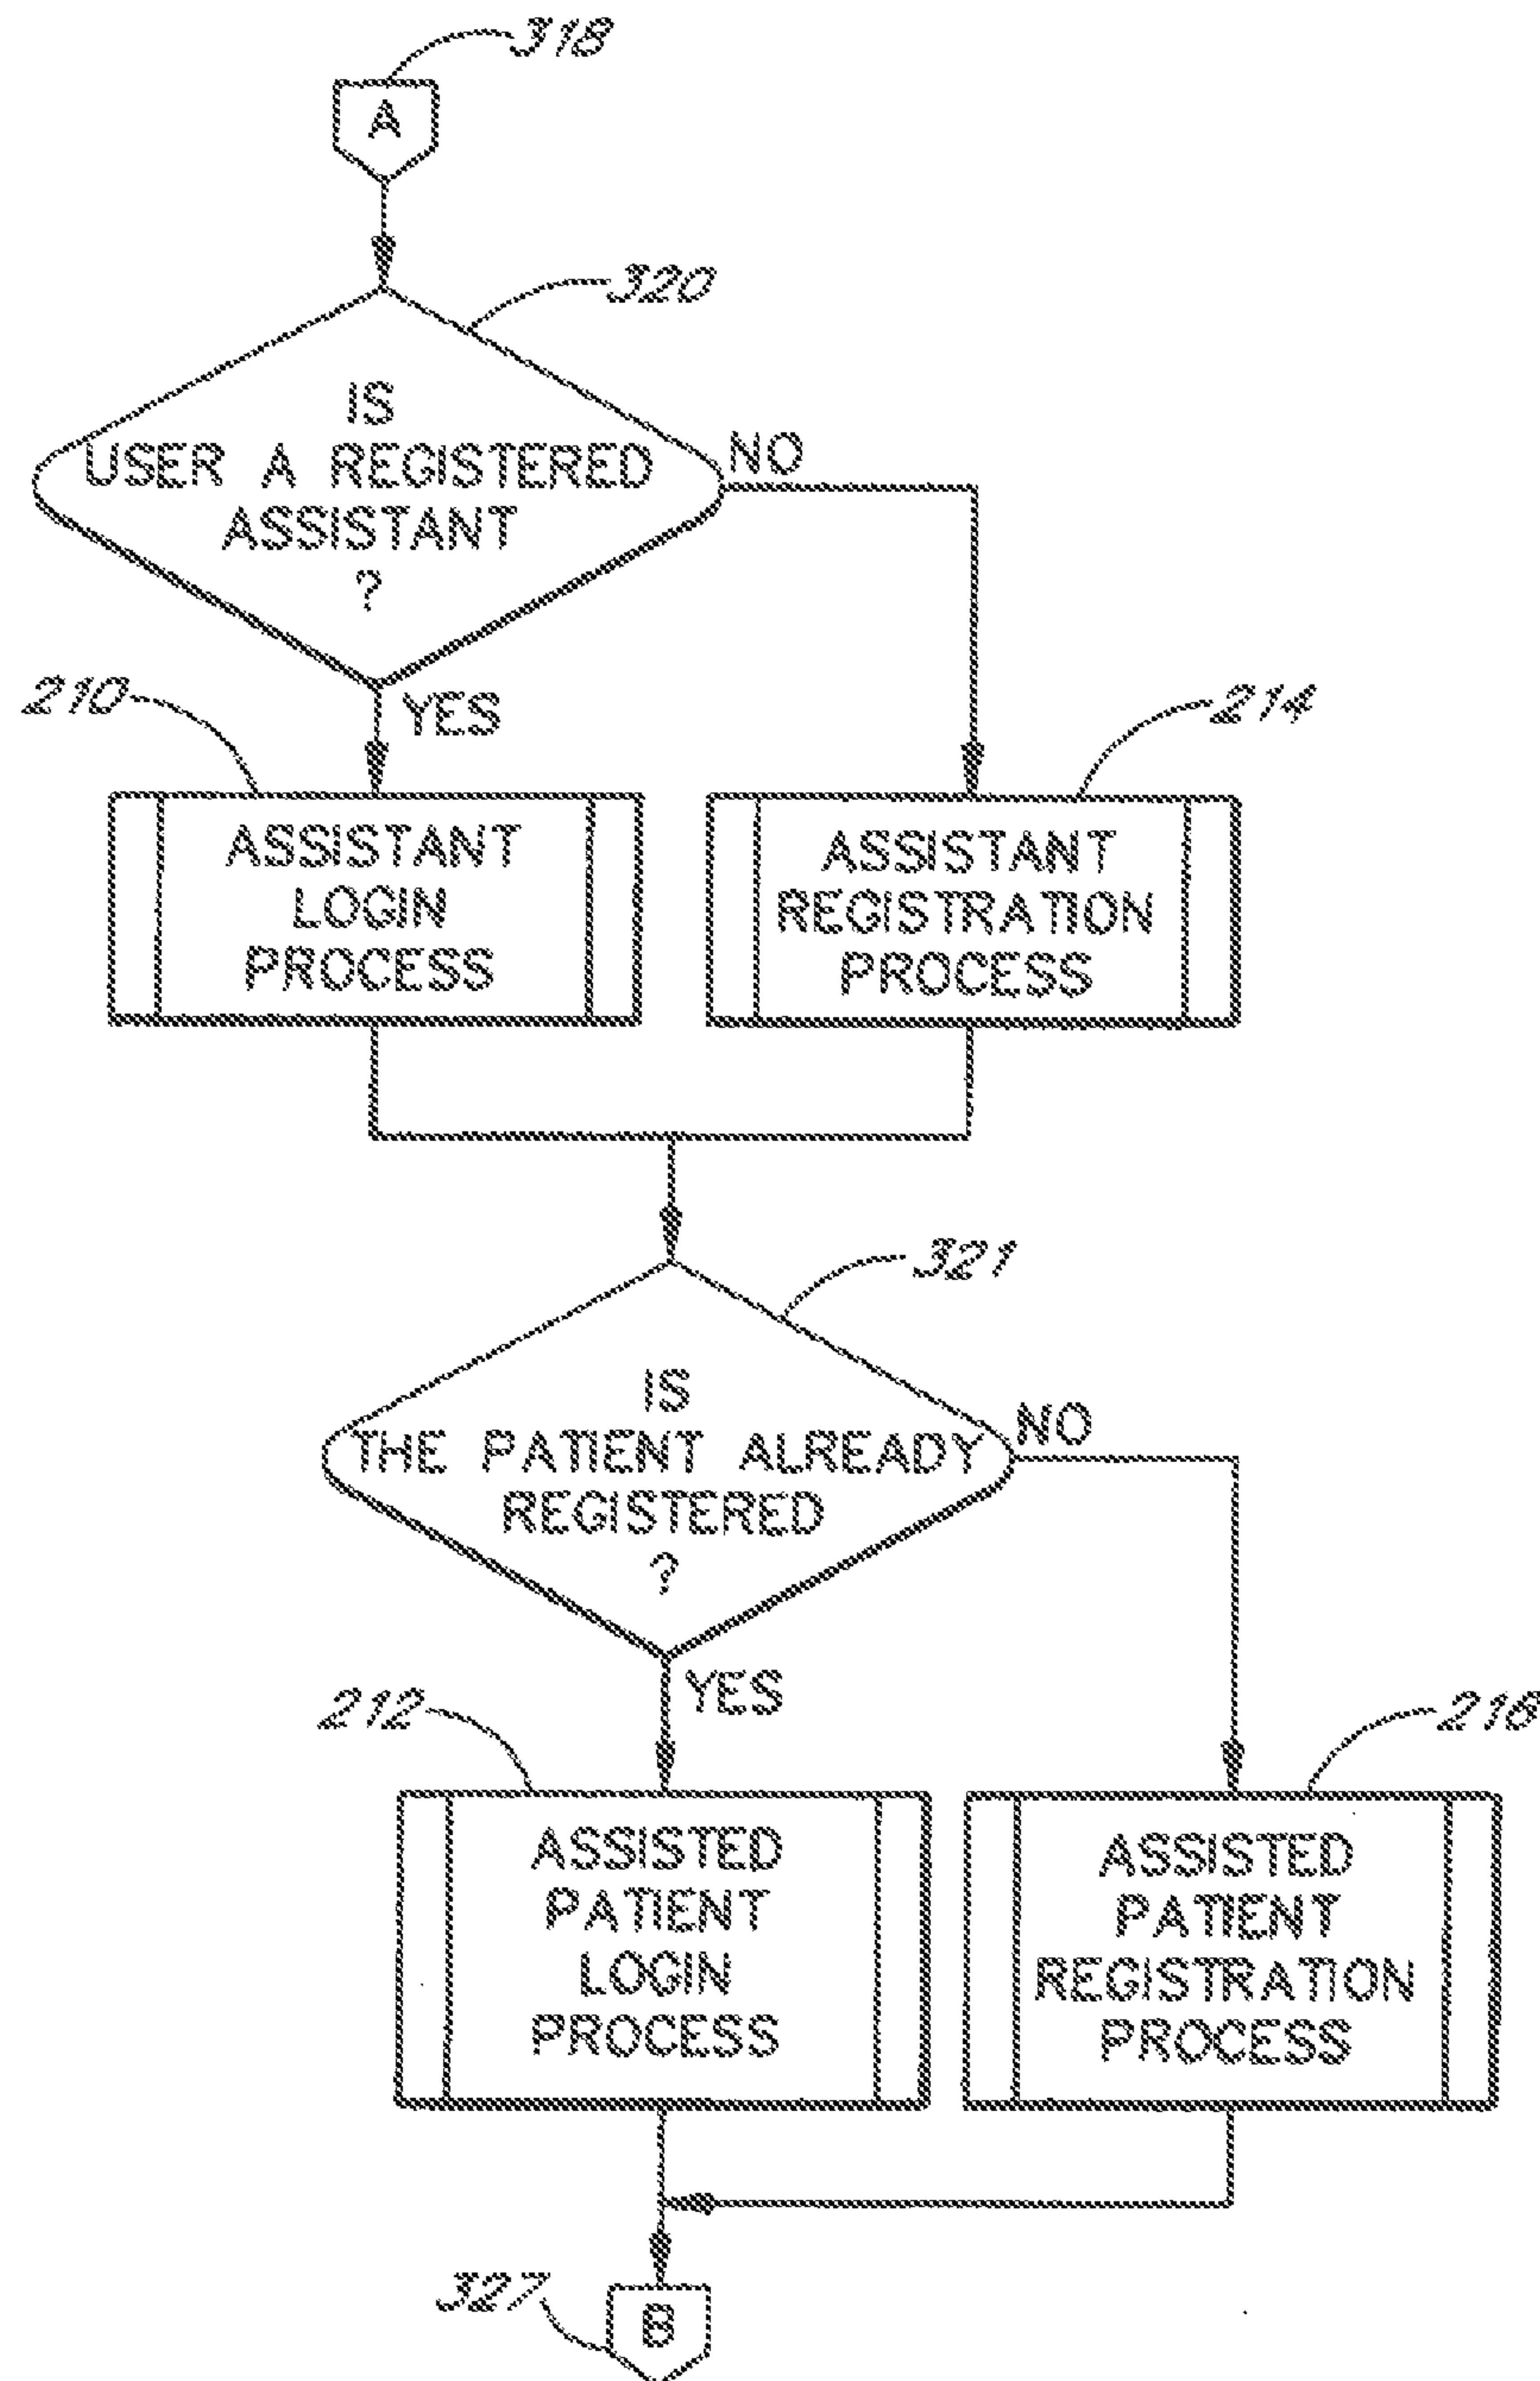 318
A
320
IS
USER A REGISTERED
ASSISTANT
?
NO
YES
210
214
ASSISTANT
LOGIN
PROCESS
ASSISTANT
REGISTRATION
PROCESS
321
IS
THE PATIENT ALREADY
REGISTERED
?
NO
YES
212
216
ASSISTED
PATIENT
LOGIN
PROCESS
ASSISTED
PATIENT
REGISTRATION
PROCESS
327
B